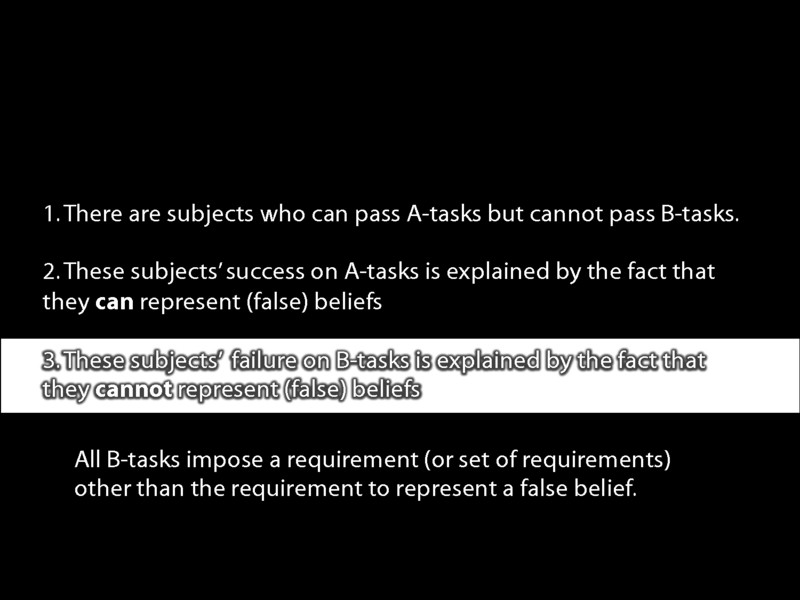 1. There are subjects who can pass A-tasks but cannot pass B-tasks.
2. These subjects’ success on A-tasks is explained by the fact that
they can represent (false) beliefs
3. These subjects’ failure on B-tasks is explained by the fact that
they cannot represent (false) beliefs
All B-tasks impose a requirement (or set of requirements)
other than the requirement to represent a false belief.